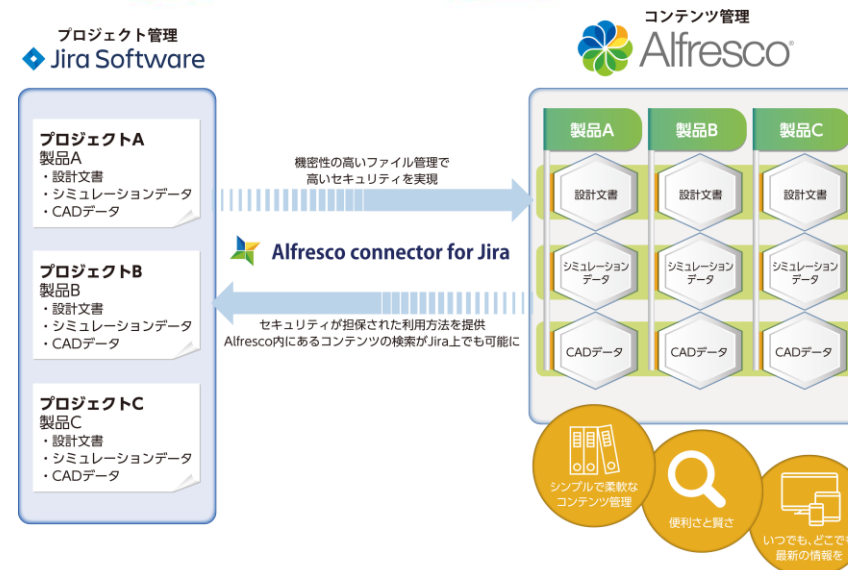 プロジェクト管理
Jira Software
コンテンツ管理
Alfresco
プロジェクトA
製品A
・設計文書
・シミュレーションデータ
・CADデータ
プロジェクトB
製品B
・設計文書
・シミュレーションデータ
・CADデータ
プロジェクトC
製品C
・設計文書
・シミュレーションデータ
・CADデータ
機密性の高いファイル管理で
高いセキュリティを実現
Alfresco connector for Jira
セキュリティが担保された利用方法を提供
Alfresco内にあるコンテンツの検索がJira上でも可能に
製品A
製品B
製品C
設計文書
設計文書
設計文書
シミュレーション
データ
シミュレーション
データ
シミュレーション
データ
CADデータ
CADデータ
CADデータ
シンプルで柔軟な
コンテンツ管理
便利さと賢さ
いつでも、どこでも
最新の情報を